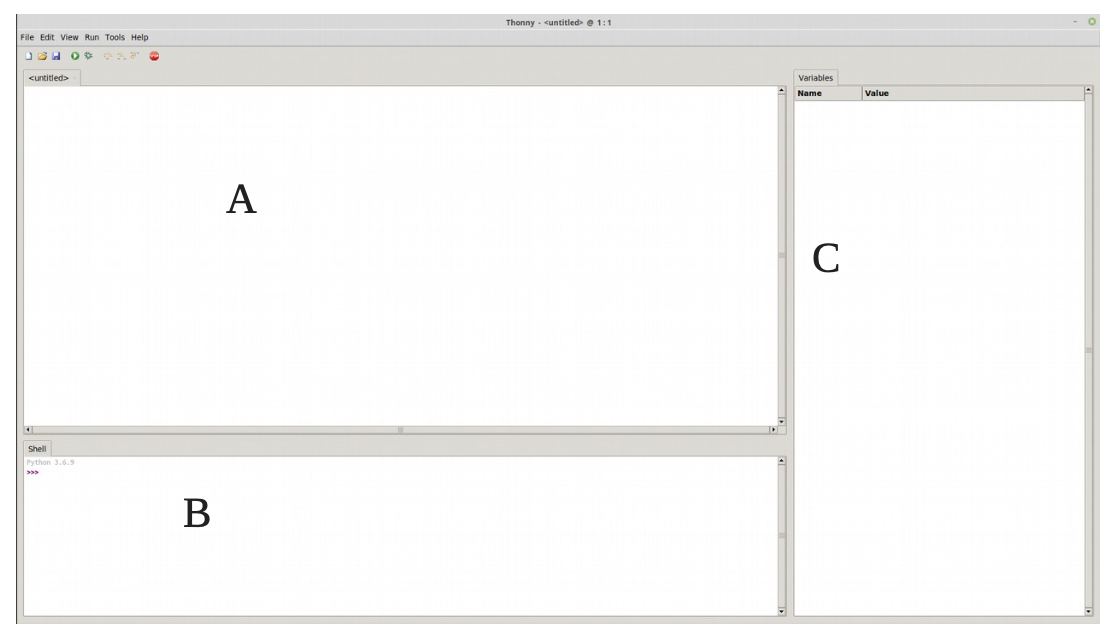 Thonny - <untitled> @ 1 : 1
File Edit View Run Tools Help
<untitled>
A
Shell
Python 3.6.9
>>>
B
Variables
Name Value
C